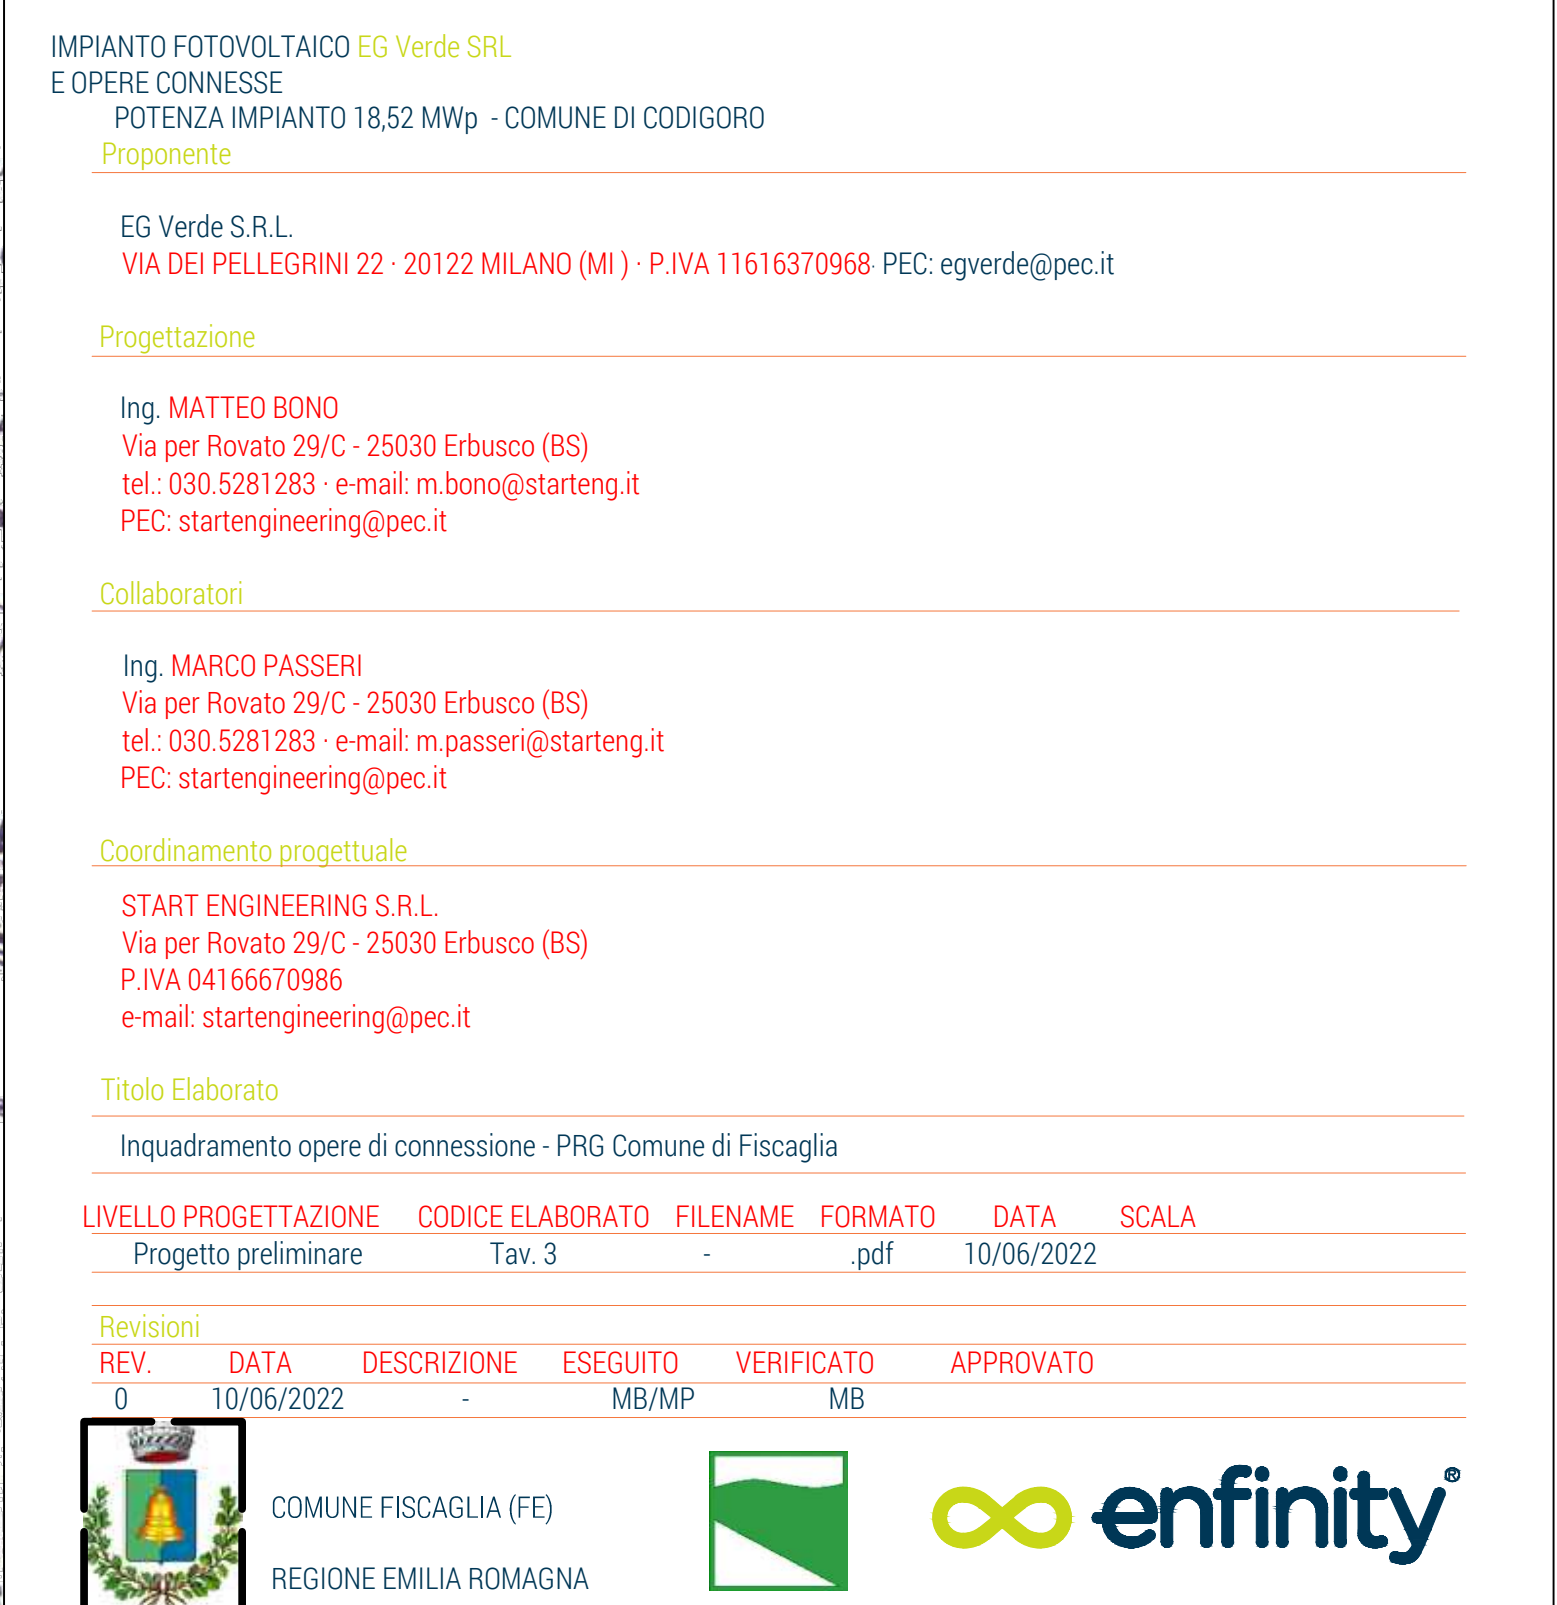 IMPIANTO FOTOVOLTAICO EG Verde SRL
E OPERE CONNESSE
POTENZA IMPIANTO 18,52 MWp - COMUNE DI CODIGORO
Proponente
EG Verde S.R.L.
VIA DEI PELLEGRINI 22 · 20122 MILANO (MI ) · P.IVA 11616370968· PEC: egverde@pec.it
Progettazione
Ing. MATTEO BONO
Via per Rovato 29/C - 25030 Erbusco (BS)
tel.: 030.5281283 · e-mail: m.bono@starteng.it
PEC: startengineering@pec.it
Collaboratori
Ing. MARCO PASSERI
Via per Rovato 29/C - 25030 Erbusco (BS)
tel.: 030.5281283 · e-mail: m.passeri@starteng.it
PEC: startengineering@pec.it
Coordinamento progettuale
START ENGINEERING S.R.L.
Via per Rovato 29/C - 25030 Erbusco (BS)
P.IVA 04166670986
e-mail: startengineering@pec.it
Titolo Elaborato
Inquadramento opere di connessione - PRG Comune di Fiscaglia
LIVELLO PROGETTAZIONE CODICE ELABORATO FILENAME FORMATO DATA SCALA
Progetto preliminare Tav. 3 - .pdf 10/06/2022
Revisioni
REV. DATA DESCRIZIONE ESEGUITO VERIFICATO APPROVATO
0 10/06/2022 - MB/MP MB
COMUNE FISCAGLIA (FE)
REGIONE EMILIA ROMAGNA
enfinity®